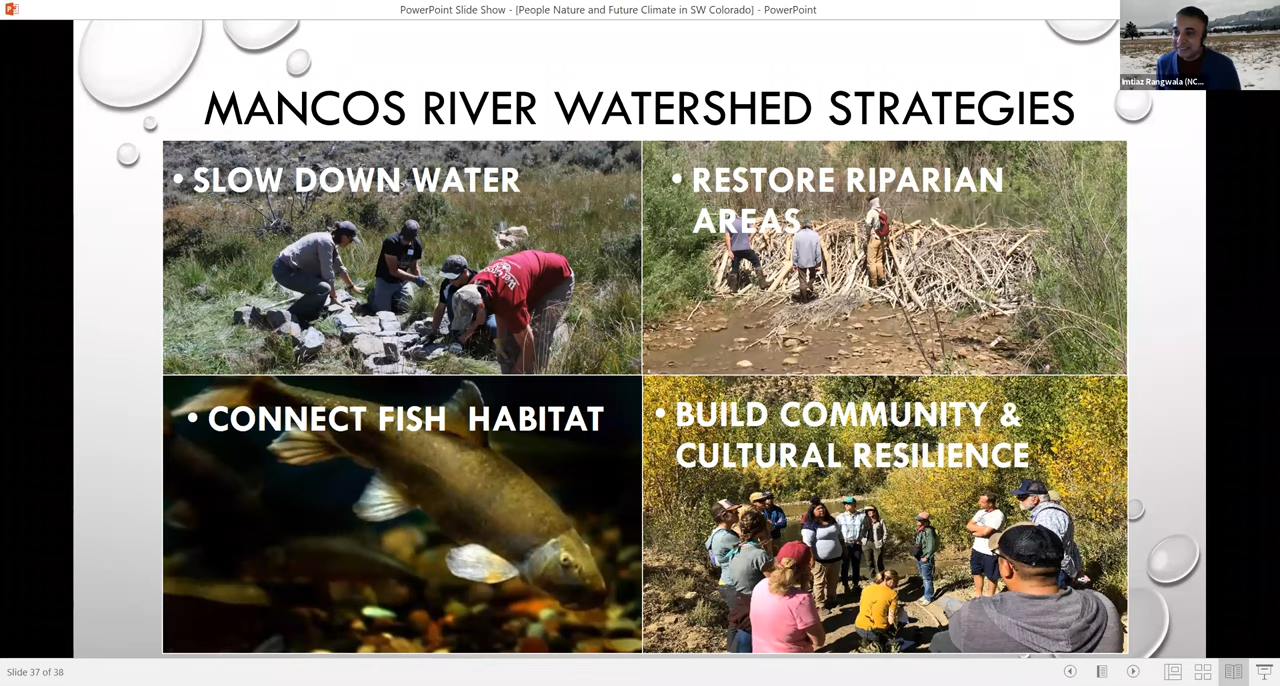 PowerPoint Slide Show - [People Nature and Future Climate in SW Colorado] - PowerPoint
Imtiaz Rangwala (NC...
MANCOS RIVER WATERSHED STRATEGIES
• SLOW DOWN WATER
• RESTORE RIPARIAN
AREAS
• CONNECT FISH HABITAT
• BUILD COMMUNITY &
CULTURAL RESILIENCE
Slide 37 of 38